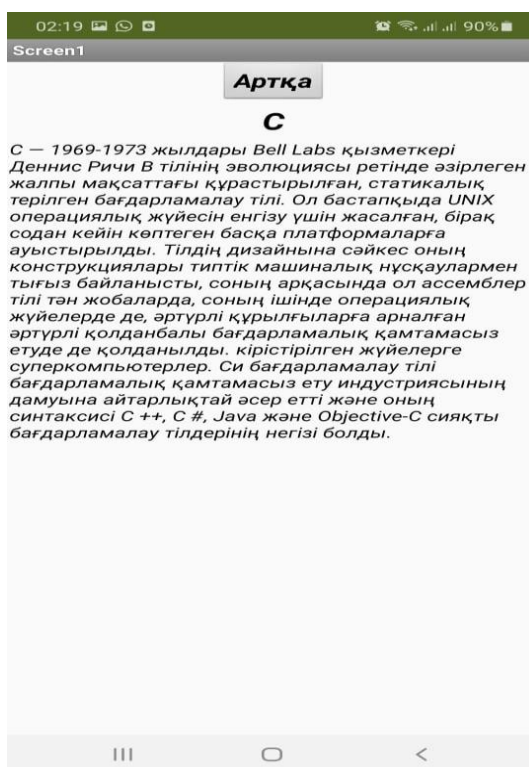 02:19 90%
Screen1
Артқа
C
C — 1969-1973 жылдары Bell Labs қызметкері
Деннис Ричи B тілінің эволюциясы ретінде әзірлеген
жалпы мақсаттағы құрастырылған, статикалық
терілген бағдарламалау тілі. Ол бастапқыда UNIX
операциялық жүйесін енгізу үшін жасалған, бірақ
содан кейін көптеген басқа платформаларға
ауыстырылды. Тілдің дизайнына сәйкес оның
конструкциялары типтік машиналық нұсқаулармен
тығыз байланысты, соның арқасында ол ассемблер
тілі тән жобаларда, соның ішінде операциялық
жүйелерде де, әртүрлі құрылғыларға арналған
әртүрлі қолданбалы бағдарламалық қамтамасыз
етуде де қолданылды. кірістірілген жүйелерге
суперкомпьютерлер. Си бағдарламалау тілі
бағдарламалық қамтамасыз ету индустриясының
дамуына айтарлықтай әсер етті және оның
синтаксисі C ++, C #, Java және Objective-C сияқты
бағдарламалау тілдерінің негізі болды.